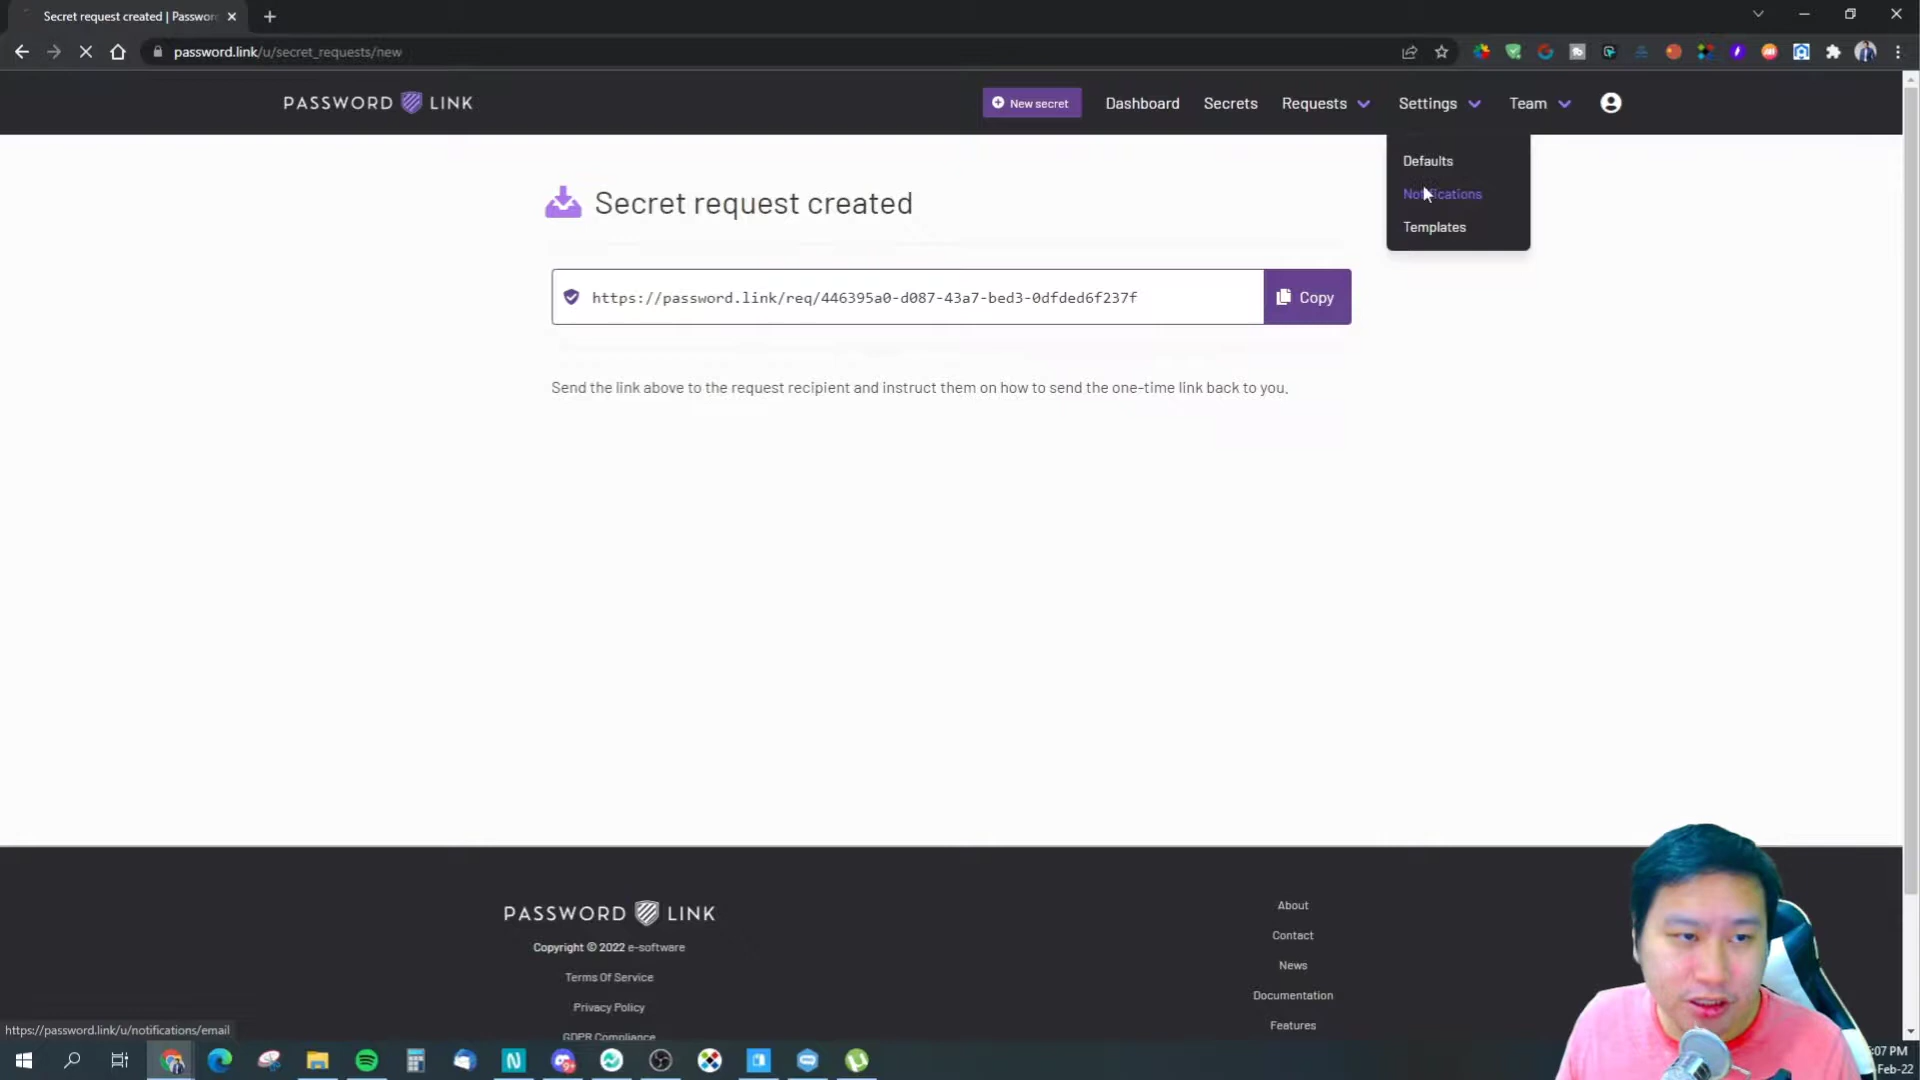 Secret request created | Passwor
password.link/u/secret_requests/new
PASSWORD LINK
New secret
Dashboard
Secrets
Requests
Settings
Team
Defaults
Notifications
Templates
Secret request created
https://password.link/req/446395a0-d087-43a7-bed3-0dfded6f237f
Copy
Send the link above to the request recipient and instruct them on how to send the one-time link back to you.
PASSWORD LINK
Copyright © 2022 e-software
Terms Of Service
Privacy Policy
GDPR Compliance
About
Contact
News
Documentation
Features
https://password.link/u/notifications/email
:07 PM
Feb-22